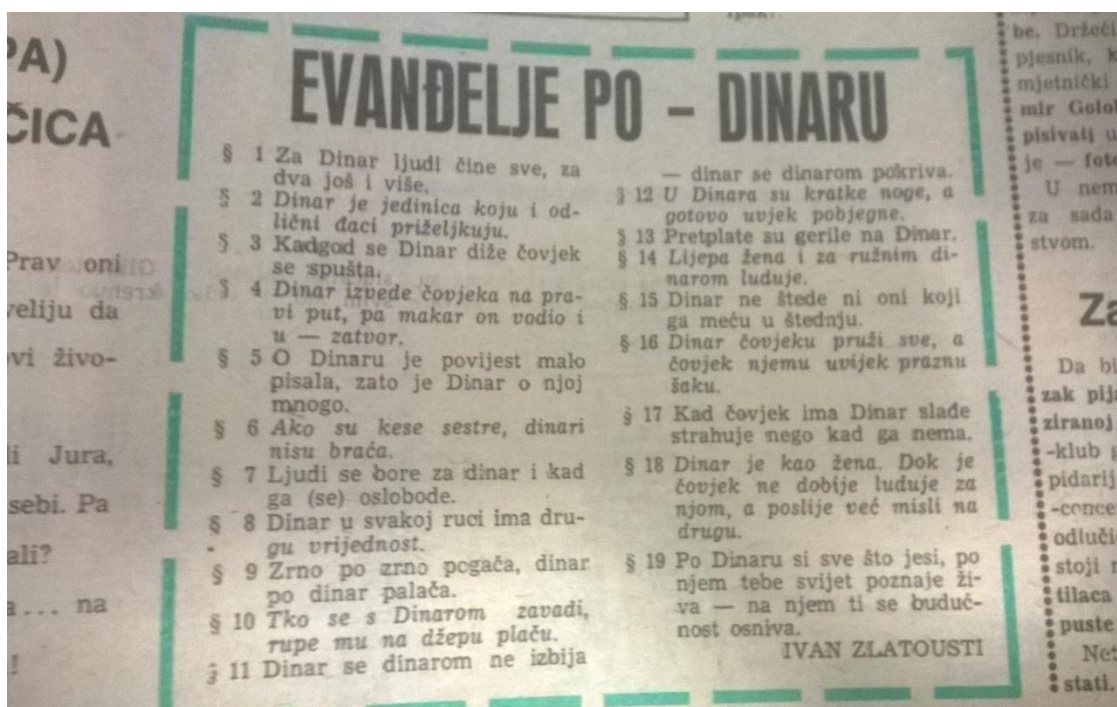 PA)
ČICA
Prav oni
veliju da
vi živo-
li Jura,
sebi. Pa
ali?
a... na
!
EVANĐELJE PO – DINARU
§ 1 Za Dinar ljudi čine sve, za
dva još i više.
§ 2 Dinar je jedinica koju i od-
lični đaci priželjkuju.
§ 3 Kadgod se Dinar diže čovjek
se spušta.
§ 4 Dinar izvede čovjeka na pra-
vi put, pa makar on vodio i
u — zatvor.
§ 5 O Dinaru je povijest malo
pisala, zato je Dinar o njoj
mnogo.
§ 6 Ako su kese sestre, dinari
nisu braća.
§ 7 Ljudi se bore za dinar i kad
ga (se) oslobode.
§ 8 Dinar u svakoj ruci ima dru-
gu vrijednost.
§ 9 Zrno po zrno pogača, dinar
po dinar palača.
§ 10 Tko se s Dinarom zavadi,
rupe mu na džepu plaču.
§ 11 Dinar se dinarom ne izbija
— dinar se dinarom pokriva.
§ 12 U Dinara su kratke noge, a
gotovo uvjek pobjegne.
§ 13 Pretplate su gerile na Dinar.
§ 14 Lijepa žena i za ružnim di-
narom luduje.
§ 15 Dinar ne štede ni oni koji
ga meću u štednju.
§ 16 Dinar čovjeku pruži sve, a
čovjek njemu uvijek praznu
šaku.
§ 17 Kad čovjek ima Dinar slađe
strahuje nego kad ga nema.
§ 18 Dinar je kao žena. Dok je
čovjek ne dobije luduje za
njom, a poslije već misli na
drugu.
§ 19 Po Dinaru si sve što jesi, po
njem tebe svijet poznaje ži-
va — na njem ti se buduć-
nost osniva.
IVAN ZLATOUSTI
be. Držeći
pjesnik, k
mjetnički
mir Golo
pisivatj u
je — foto
U nem
za sada
stvom.
Za
Da bi
zak pija
ziranoj
-klub g
pidarij
-conce
odluči
stoji n
tilaca
puste
Net
stati.